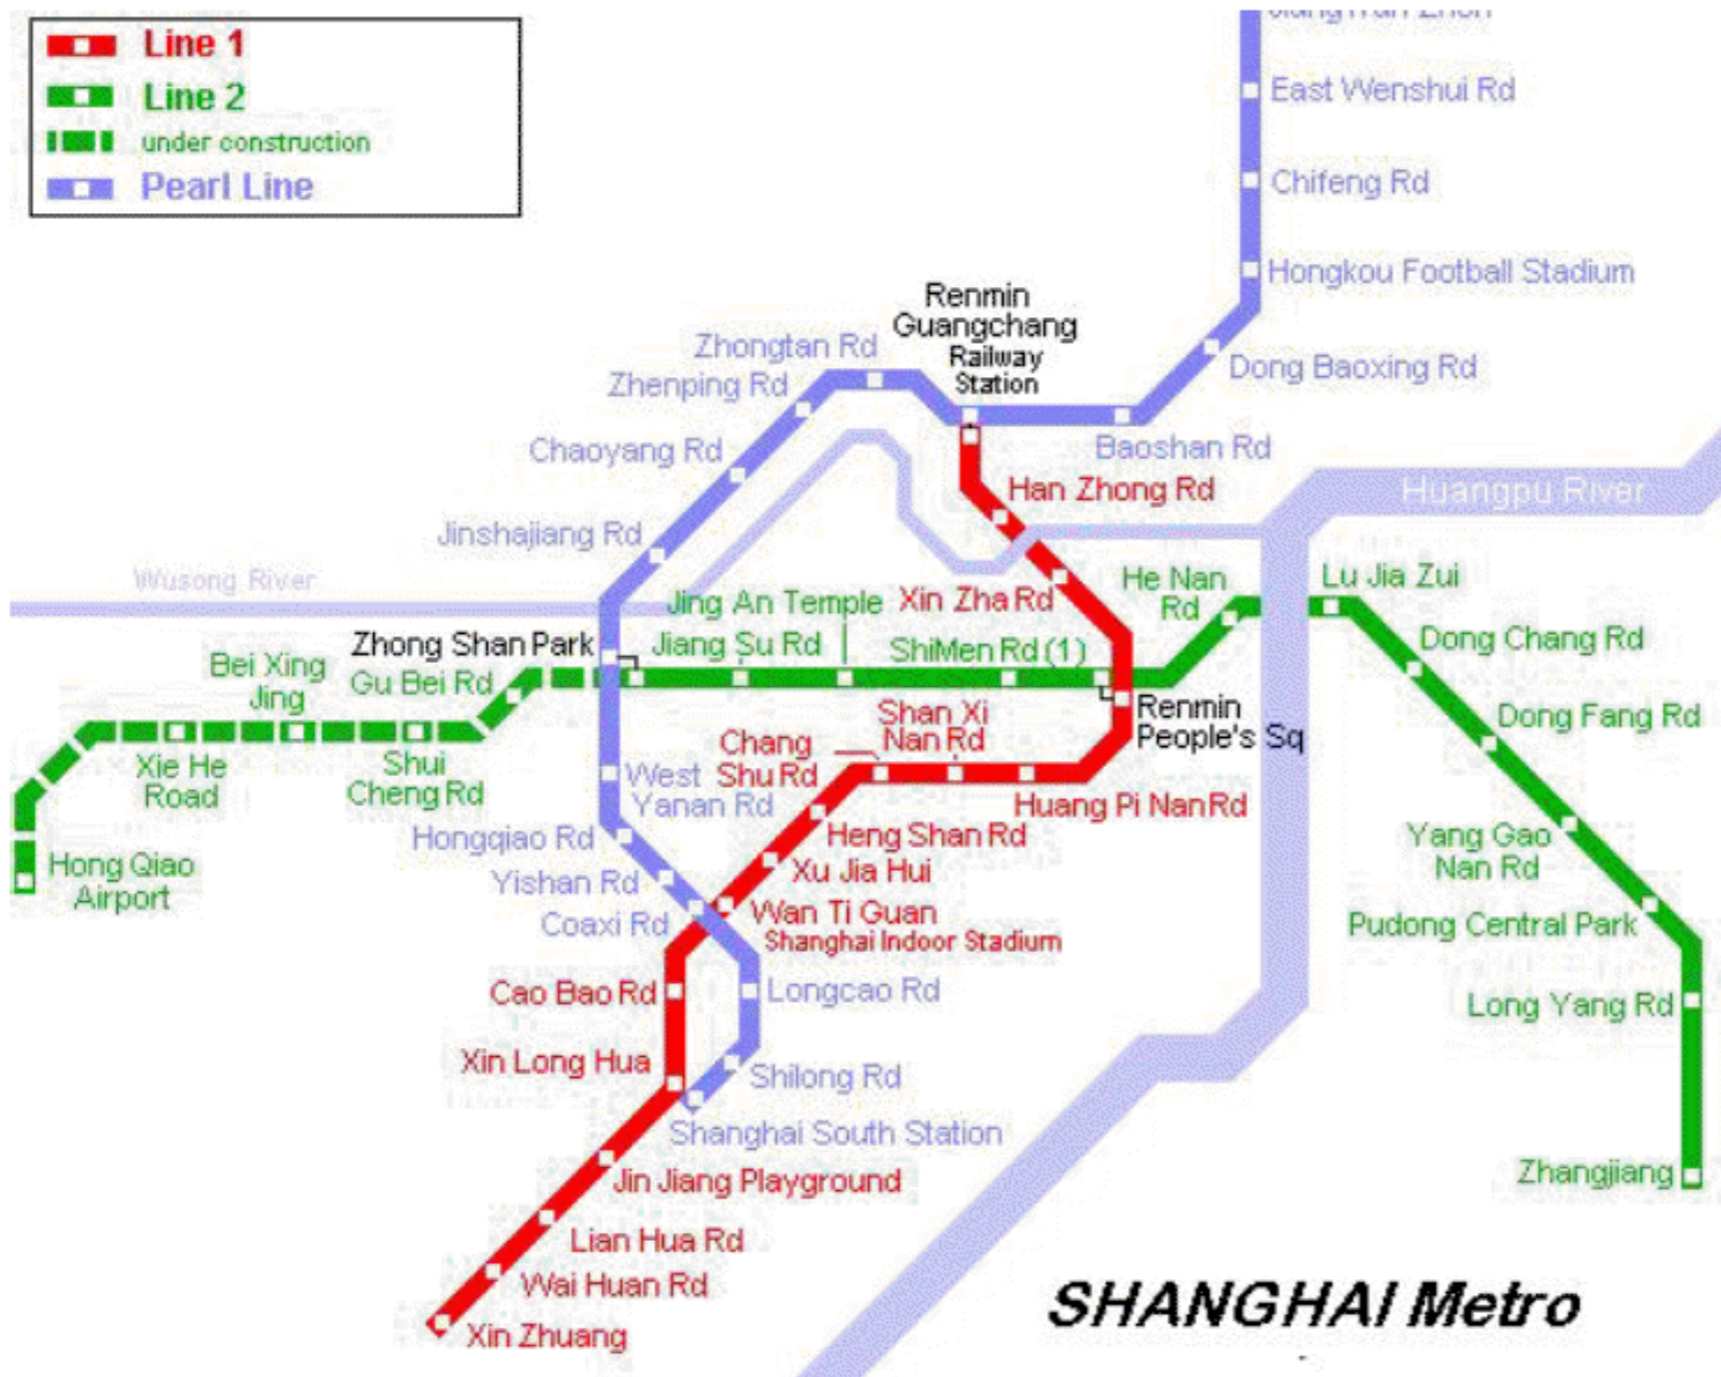 Line 1
Line 2
under construction
Pearl Line
East Wenshui Rd
Chifeng Rd
Hongkou Football Stadium
Renmin
Guangchang
Railway
Station
Zhongtan Rd
Zhenping Rd
Dong Baoxing Rd
Chaoyang Rd
Baoshan Rd
Han Zhong Rd
Huangpu River
Jinshajiang Rd
Wusong River
Jing An Temple
Xin Zha Rd
He Nan
Rd
Lu Jia Zui
Zhong Shan Park
Jiang Su Rd
ShiMen Rd (1)
Dong Chang Rd
Bei Xing
Jing
Gu Bei Rd
Shan Xi
Nan Rd
Renmin
People's Sq
Dong Fang Rd
Chang
Shu Rd
Xie He
Road
Shui
Cheng Rd
West
Yanan Rd
Huang Pi Nan Rd
Hongqiao Rd
Heng Shan Rd
Yang Gao
Nan Rd
Hong Qiao
Airport
Yishan Rd
Xu Jia Hui
Coaxi Rd
Wan Ti Guan
Shanghai Indoor Stadium
Pudong Central Park
Cao Bao Rd
Longcao Rd
Long Yang Rd
Xin Long Hua
Shilong Rd
Shanghai South Station
Jin Jiang Playground
Zhangjiang
Lian Hua Rd
Wai Huan Rd
Xin Zhuang
SHANGHAI Metro